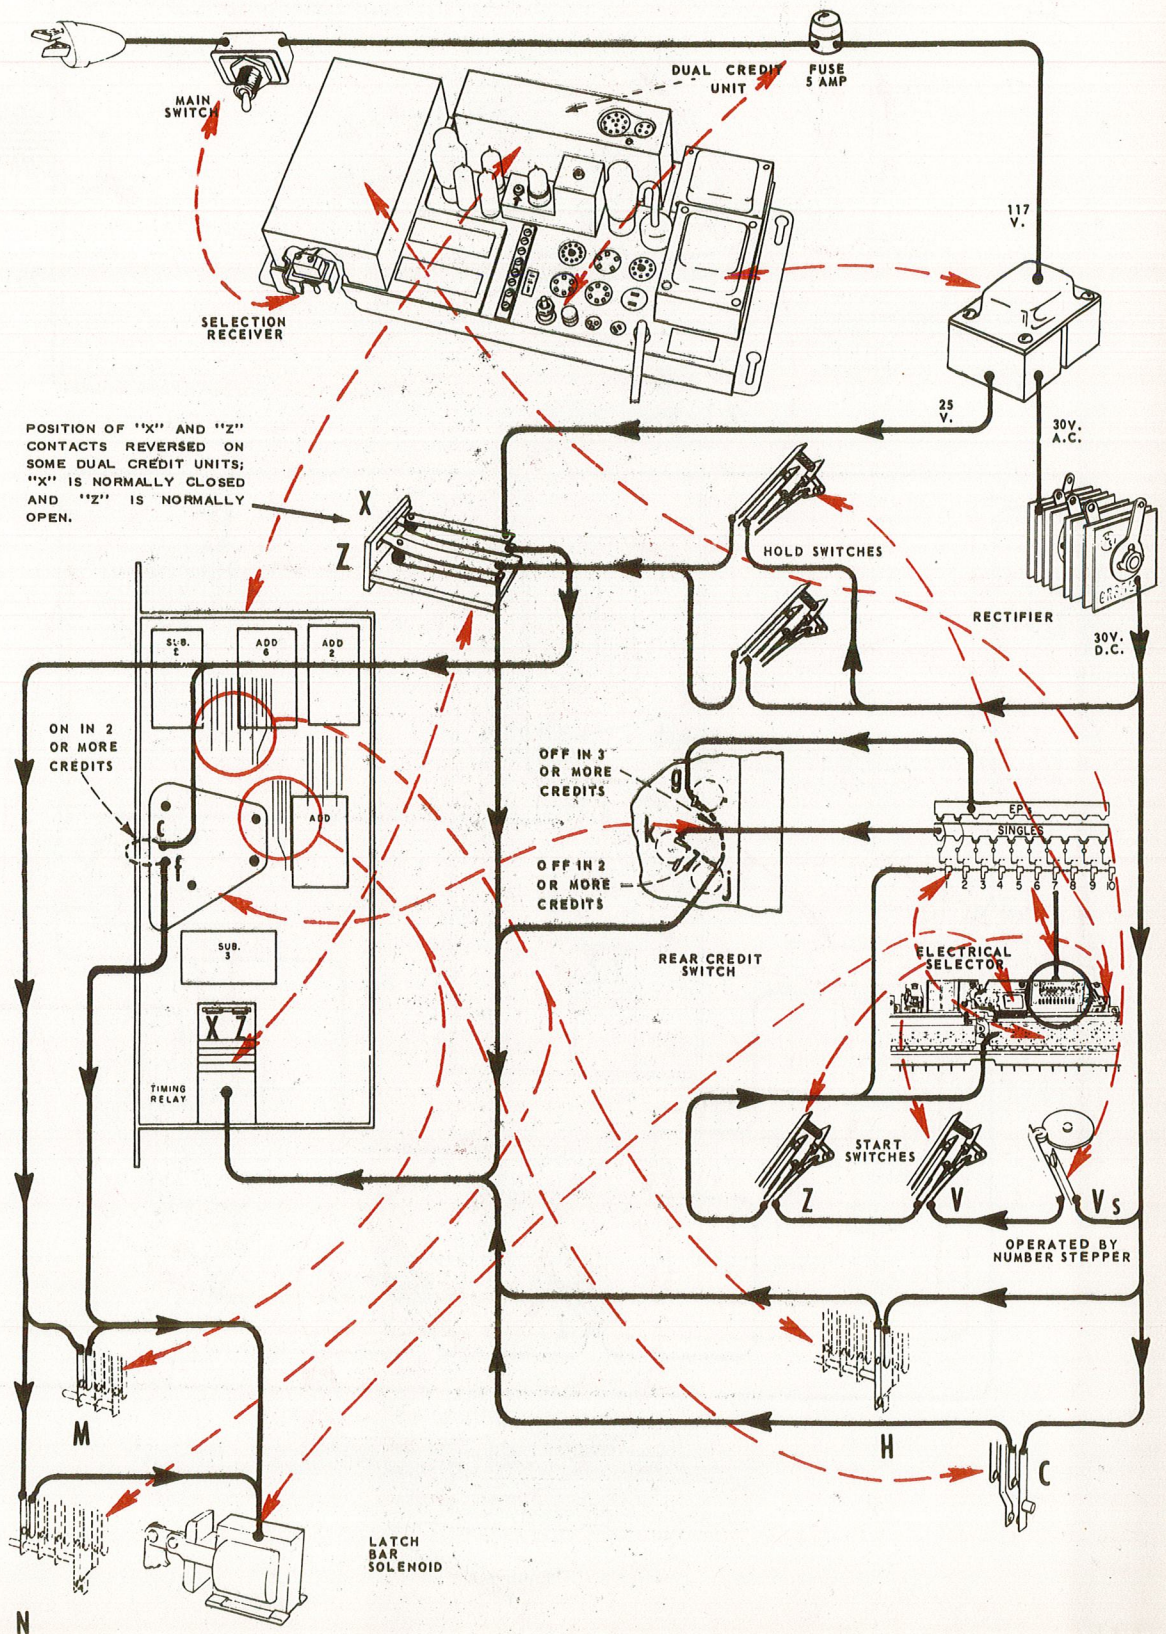 DUAL CREDIT
UNIT
FUSE
5 AMP
MAIN
SWITCH
117
V.
SELECTION
RECEIVER
25
V.
30V.
A.C.
POSITION OF "X" AND "Z"
CONTACTS REVERSED ON
SOME DUAL CREDIT UNITS;
"X" IS NORMALLY CLOSED
AND "Z" IS NORMALLY
OPEN.
X
Z
HOLD SWITCHES
RECTIFIER
30V.
D.C.
SUB.
ADD
6
ADD
2
ON IN 2
OR MORE
CREDITS
OFF IN 3
OR MORE
CREDITS
g
EP
SINGLES
k
C
f
ADD
OFF IN 2
OR MORE
CREDITS
j
1 2 3 4 5 6 7 8 9 10
SUB.
3
REAR CREDIT
SWITCH
ELECTRICAL
SELECTOR
X Z
TIMING
RELAY
START
SWITCHES
Z
V
Vs
OPERATED BY
NUMBER STEPPER
M
H
C
LATCH
BAR
SOLENOID
N